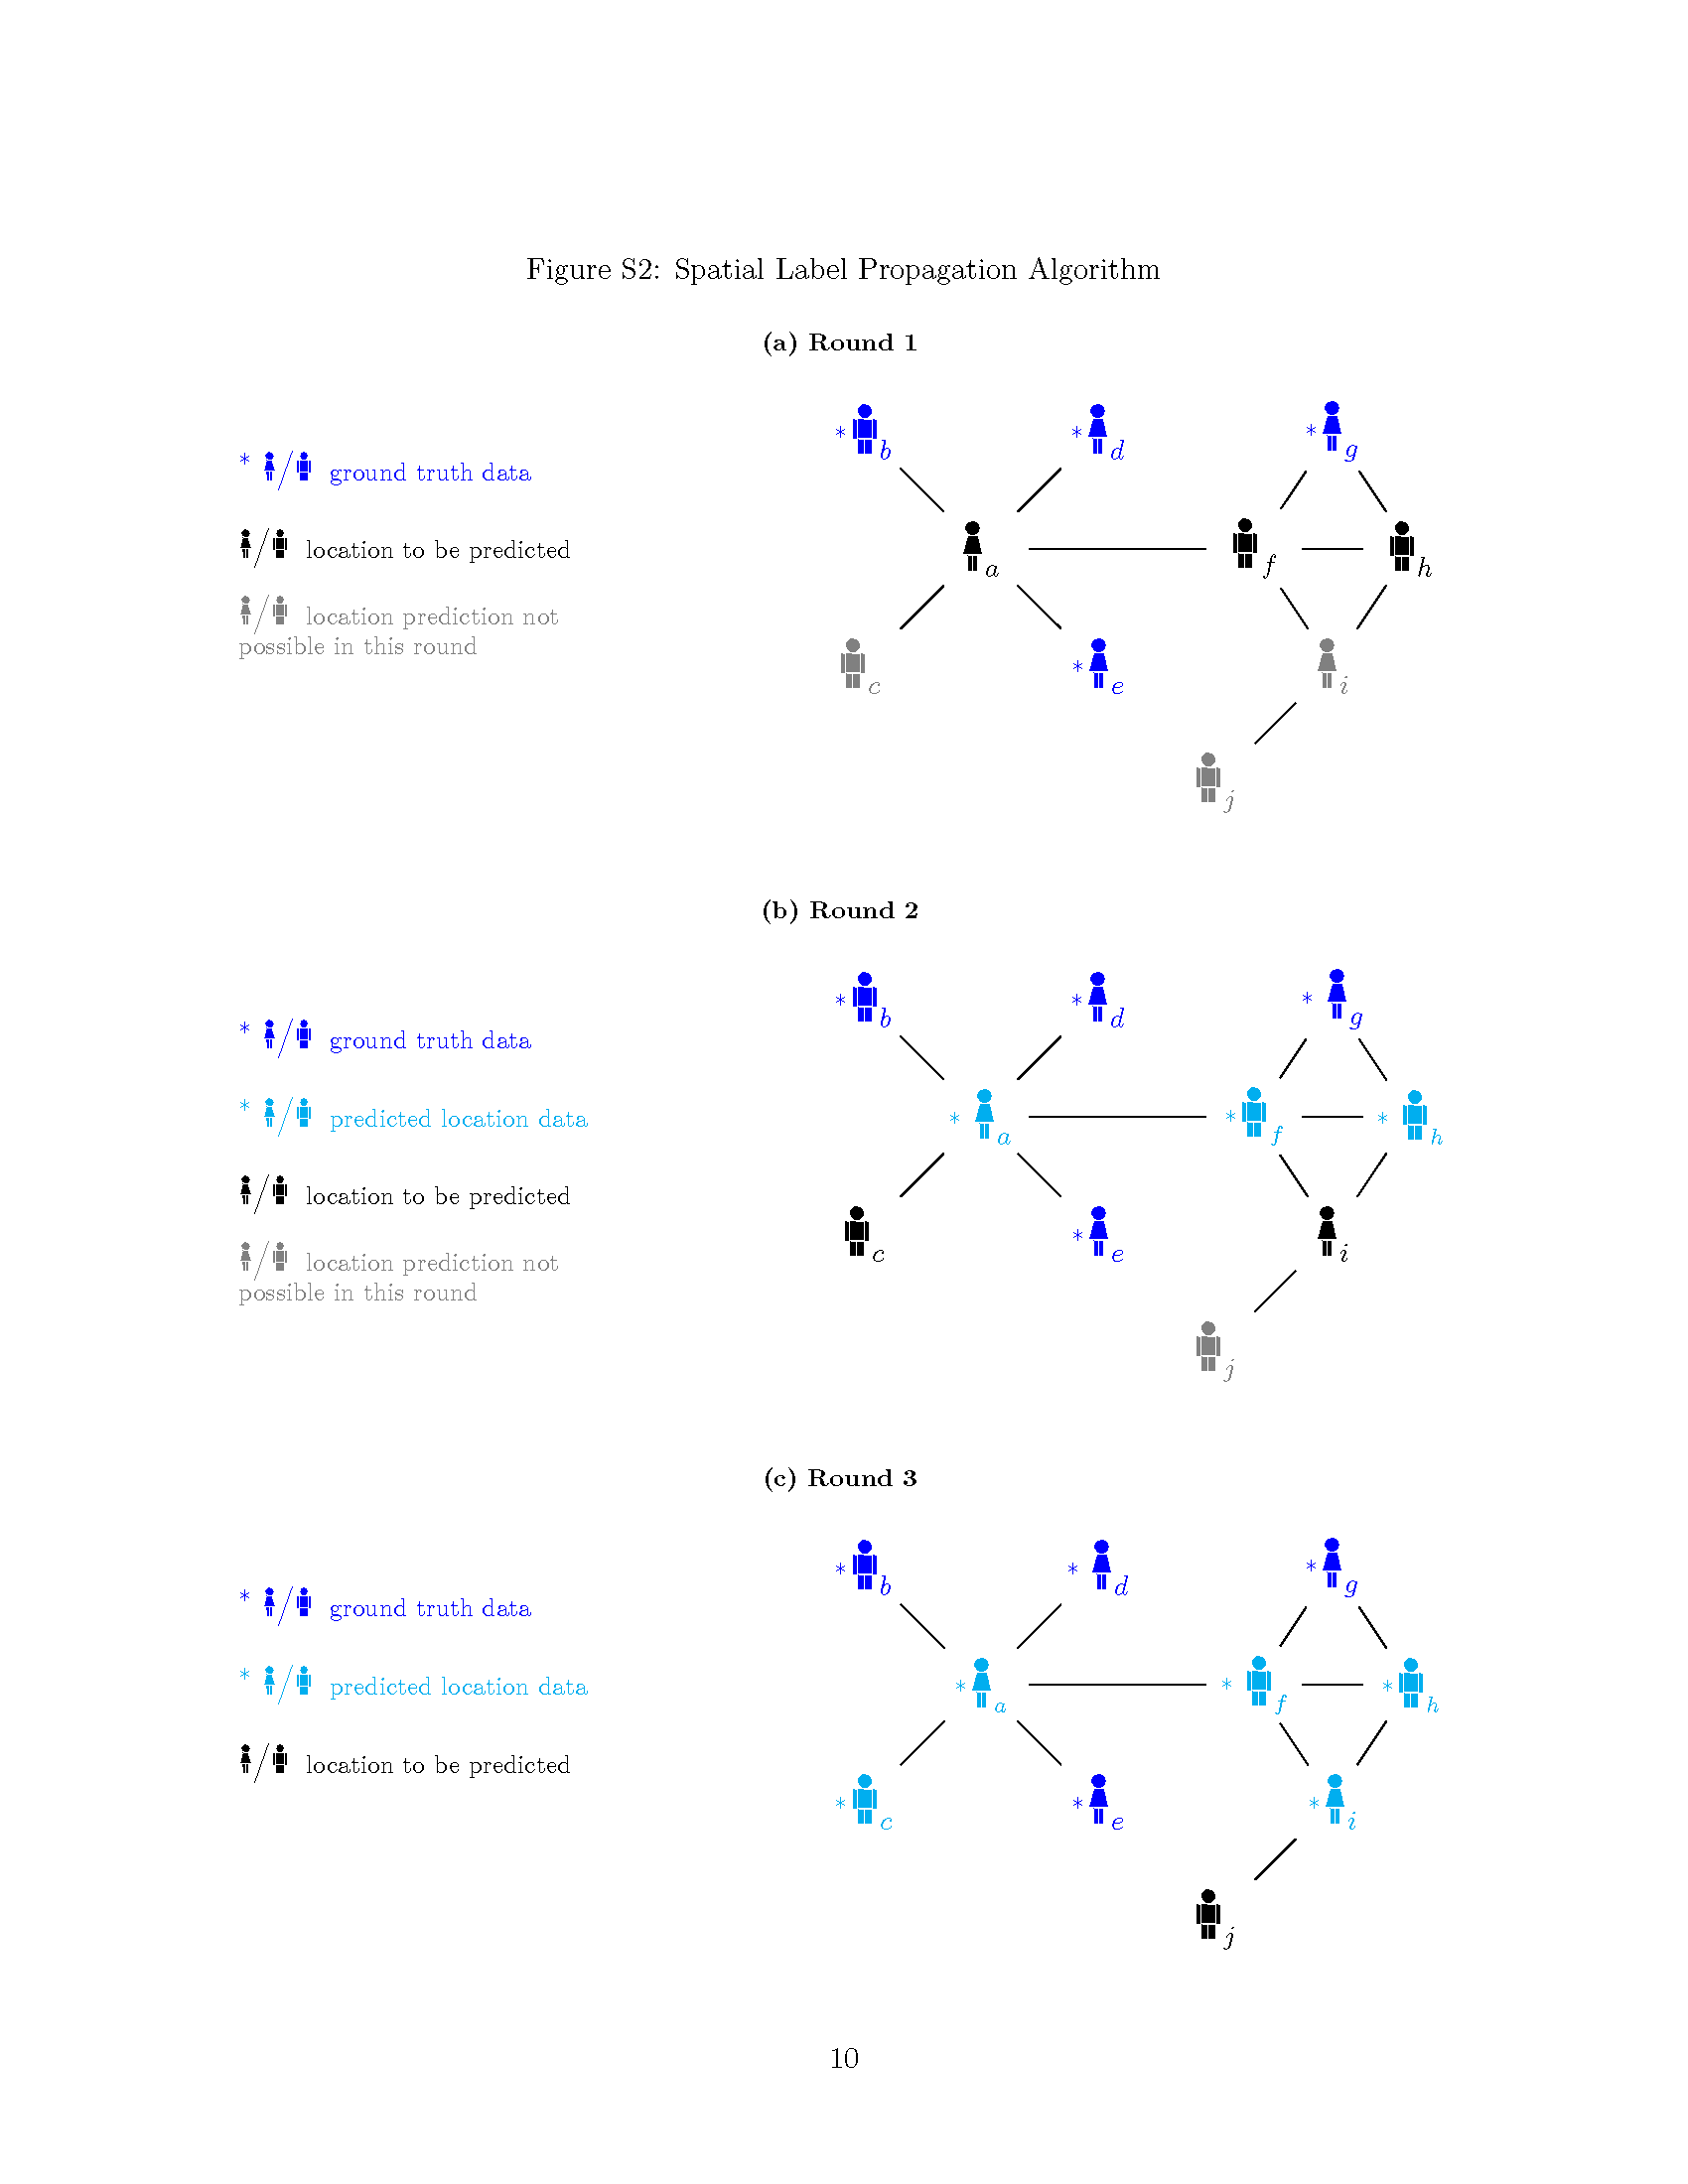 Figure S2: Spatial Label Propagation Algorithm
(a) Round 1
* / ground truth data
/ location to be predicted
/ location prediction not
possible in this round
* b
* d
* g
a
f
h
c
* e
i
j
(b) Round 2
* / ground truth data
* / predicted location data
/ location to be predicted
/ location prediction not
possible in this round
* b
* d
* g
* a
* f
* h
c
* e
i
j
(c) Round 3
* / ground truth data
* / predicted location data
/ location to be predicted
* b
* d
* g
* a
* f
* h
* c
* e
* i
j
10